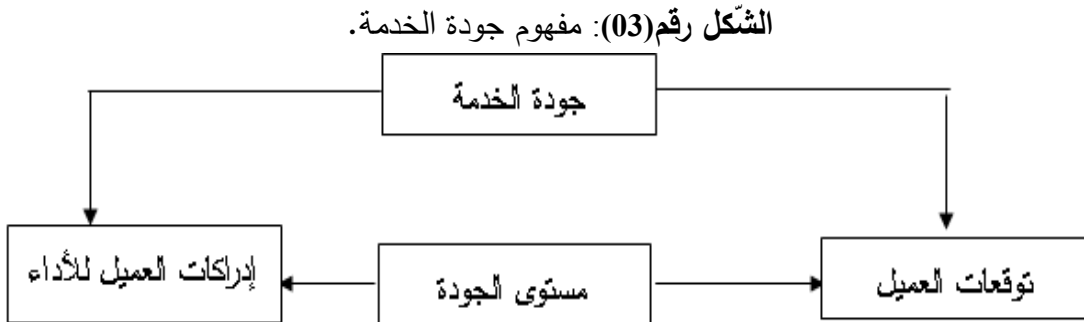 الشّكل رقم(03): مفهوم جودة الخدمة.
جودة الخدمة
توقعات العميل
مستوى الجودة
إدراكات العميل للأداء